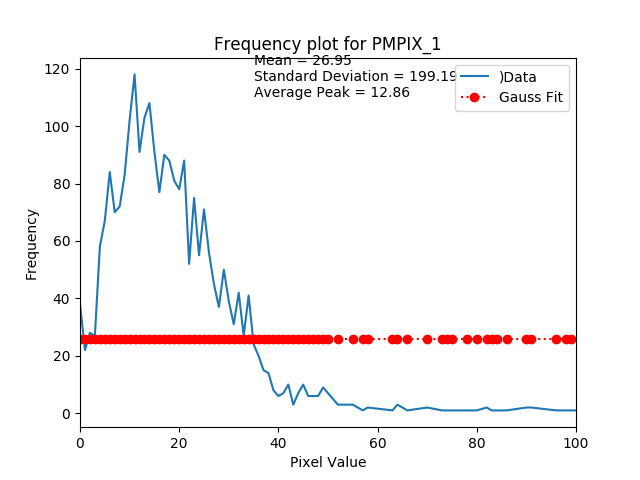 Frequency plot for PMPIX_1
Mean = 26.95
Standard Deviation = 199.19
Average Peak = 12.86
)Data
Gauss Fit
120
100
80
60
40
20
0
Frequency
0 20 40 60 80 100
Pixel Value